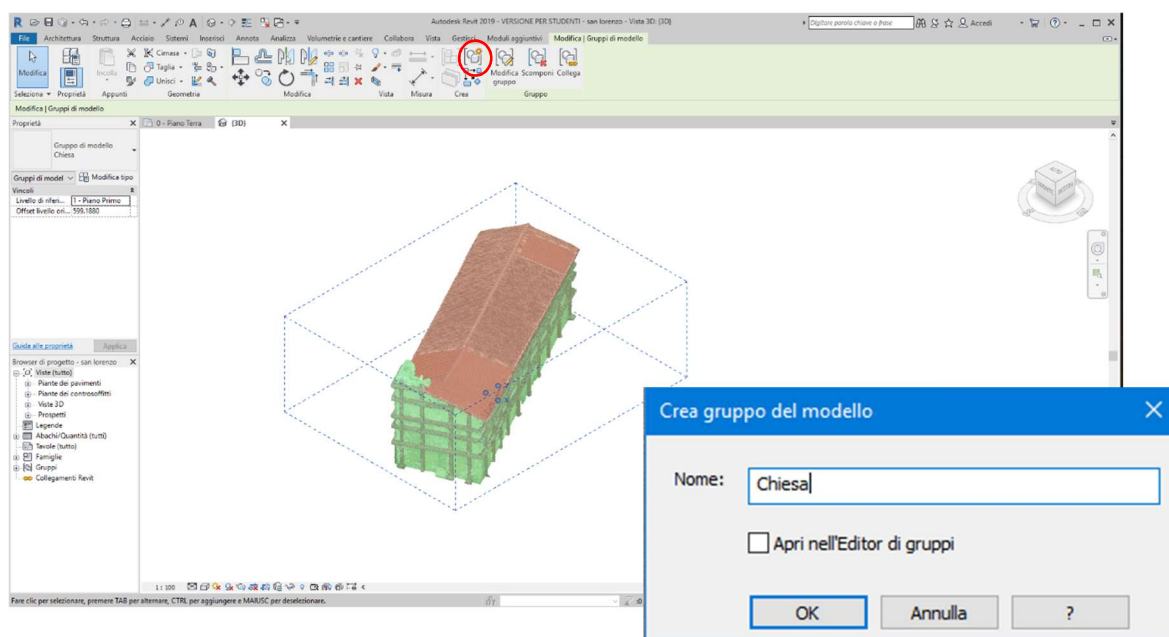 Autodesk Revit 2019 - VERSIONE PER STUDENTI - san lorenzo - Vista 3D: {3D}
Digitare parola chiave o frase
Accedi
File Architettura Struttura Acciaio Sistemi Inserisci Annota Analizza Volumetrie e cantiere Collabora Vita Gestisci Moduli aggiuntivi Modifica | Gruppi di modello
Modifica
Incolla
Cimasa
Taglia
Unisci
Modifica gruppo
Scomponi
Collega
Seleziona Proprietà Appunti Geometria Modifica Vista Misura Crea Gruppo
Modifica | Gruppi di modello
Proprietà
0 - Piano Terra
{3D}
Gruppo di modello
Chiesa
Gruppi di model
Modifica tipo
Vincoli
Livello di riferi... 1 - Piano Primo
Offset livello ori... 599.1880
Guida alle proprietà
Applica
Browser di progetto - san lorenzo
Viste (tutto)
Piante dei pavimenti
Piante dei controsoffitti
Viste 3D
Prospetti
Legende
Abachi/Quantità (tutti)
Tavole (tutto)
Famiglie
Gruppi
Collegamenti Revit
1 : 100
Fare clic per selezionare, premere TAB per alternare, CTRL per aggiungere e MAIUSC per deselezionare.
Crea gruppo del modello
Nome: Chiesa
Apri nell'Editor di gruppi
OK Annulla ?